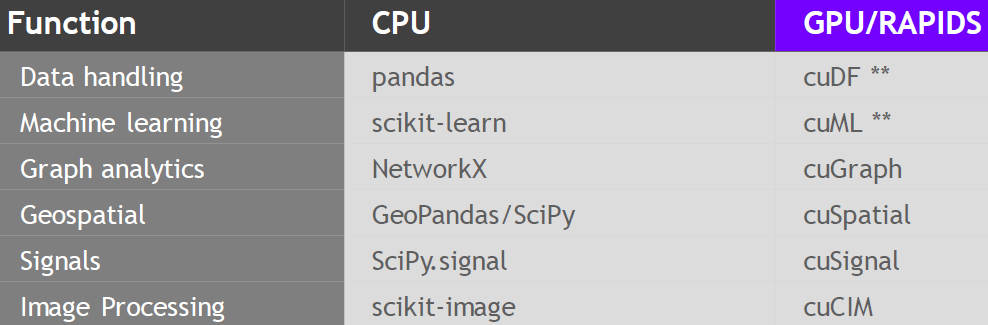 Function CPU GPU/RAPIDS
Data handling pandas cuDF **
Machine learning scikit-learn cuML **
Graph analytics NetworkX cuGraph
Geospatial GeoPandas/SciPy cuSpatial
Signals SciPy.signal cuSignal
Image Processing scikit-image cuCIM